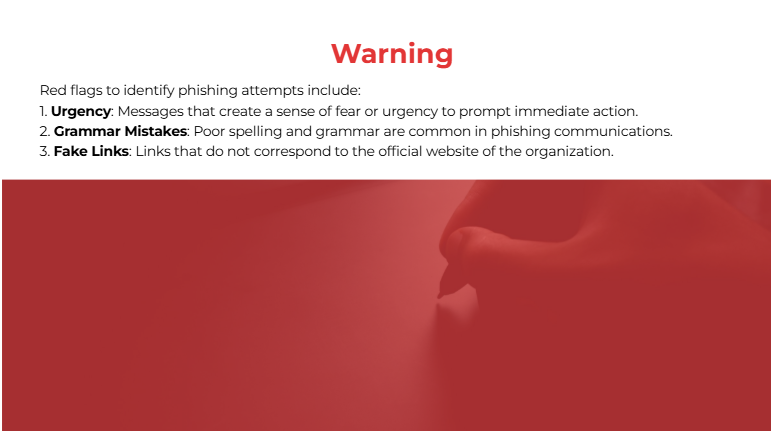 Warning
Red flags to identify phishing attempts include:
1. Urgency: Messages that create a sense of fear or urgency to prompt immediate action.
2. Grammar Mistakes: Poor spelling and grammar are common in phishing communications.
3. Fake Links: Links that do not correspond to the official website of the organization.